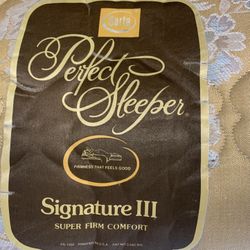 Serta
Perfect
Sleeper
FIRMNESS THAT FEELS GOOD
Signature III
SUPER FIRM COMFORT